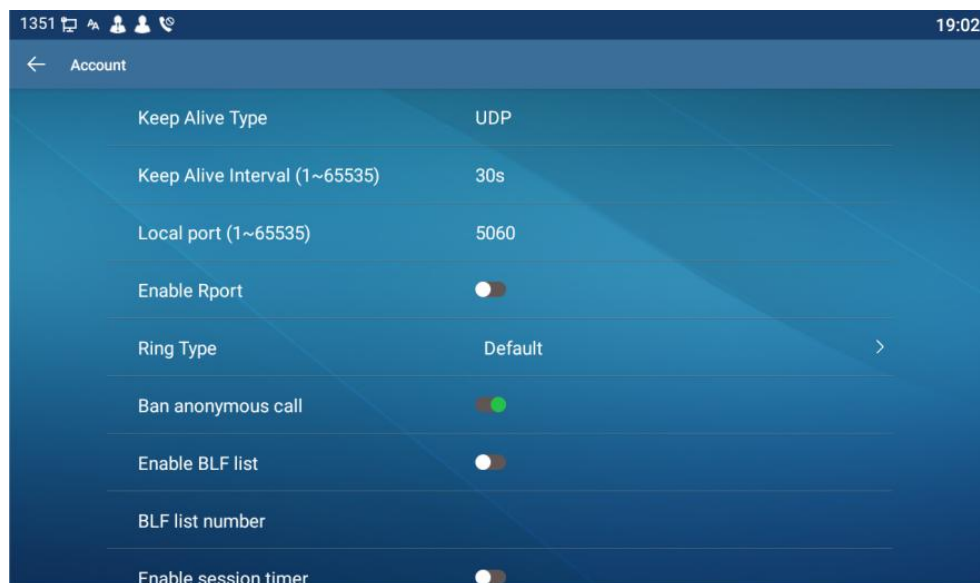 1351 19:02
Account
Keep Alive Type UDP
Keep Alive Interval (1~65535) 30s
Local port (1~65535) 5060
Enable Rport
Ring Type Default
Ban anonymous call
Enable BLF list
BLF list number
Enable session timer